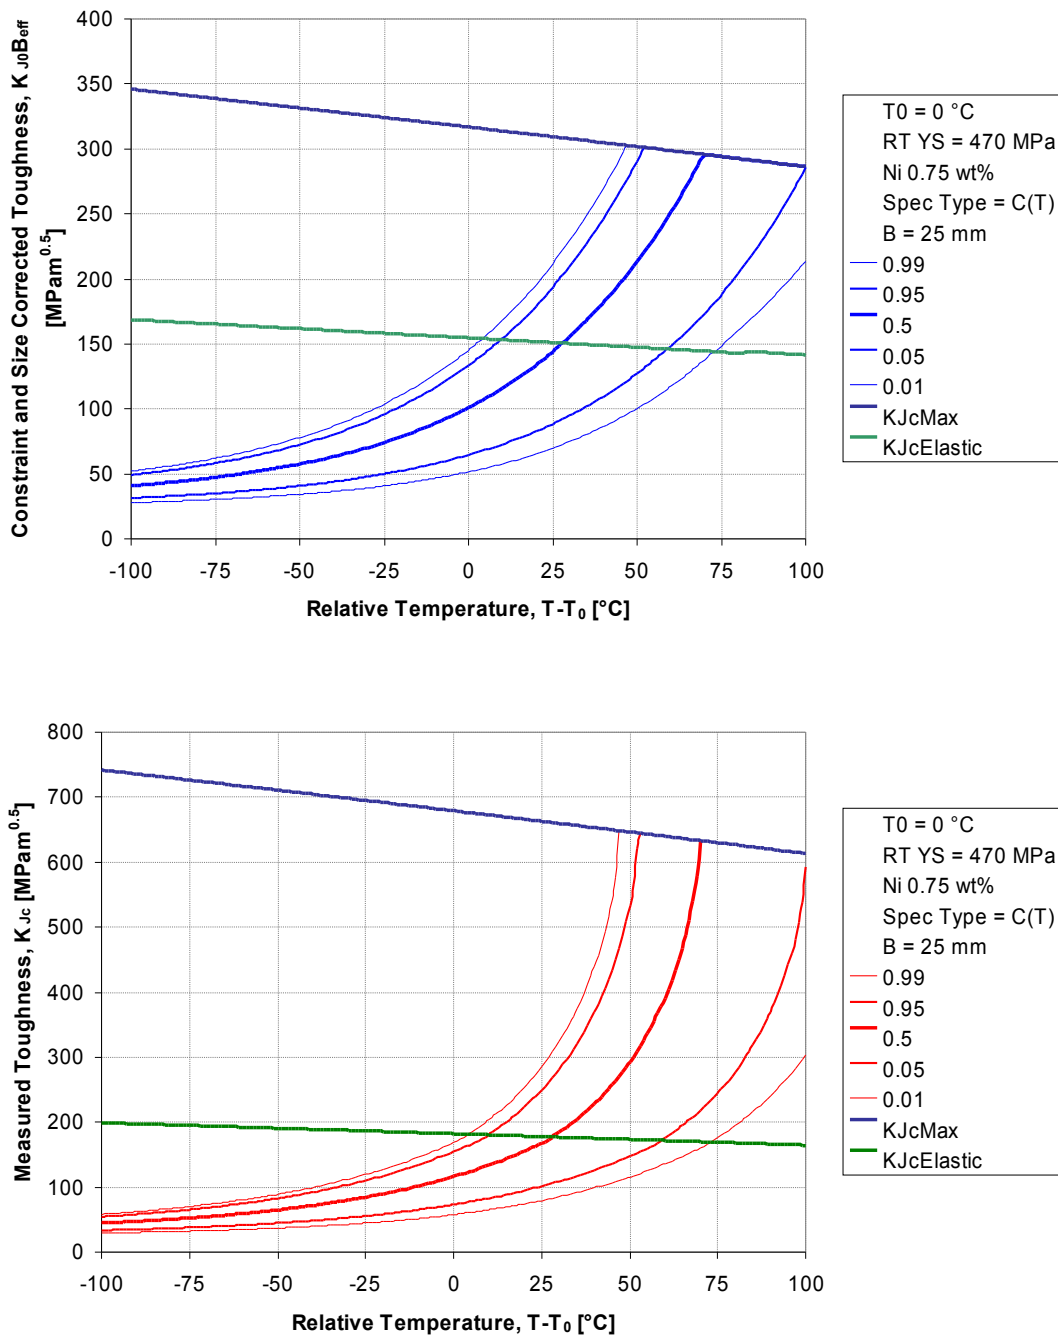 Constraint and Size Corrected Toughness, K J0Beff
[MPam0.5]
400
350
300
250
200
150
100
50
0
-100 -75 -50 -25 0 25 50 75 100
Relative Temperature, T-T0 [°C]
T0 = 0 °C
RT YS = 470 MPa
Ni 0.75 wt%
Spec Type = C(T)
B = 25 mm
0.99
0.95
0.5
0.05
0.01
KJcMax
KJcElastic
Measured Toughness, K Jc [MPam0.5]
800
700
600
500
400
300
200
100
0
-100 -75 -50 -25 0 25 50 75 100
Relative Temperature, T-T0 [°C]
T0 = 0 °C
RT YS = 470 MPa
Ni 0.75 wt%
Spec Type = C(T)
B = 25 mm
0.99
0.95
0.5
0.05
0.01
KJcMax
KJcElastic